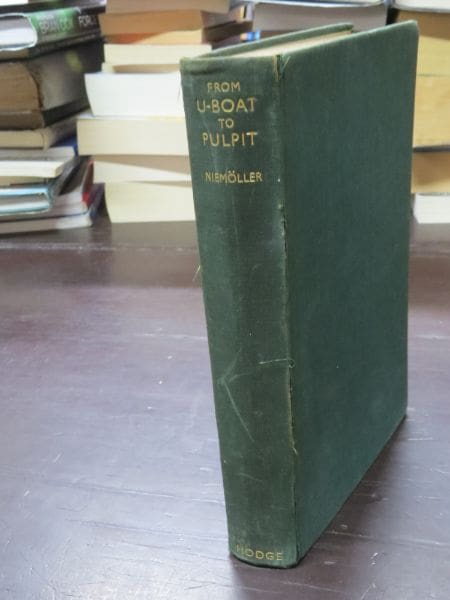 FROM
U-BOAT
TO
PULPIT
NIEMÖLLER
HODGE